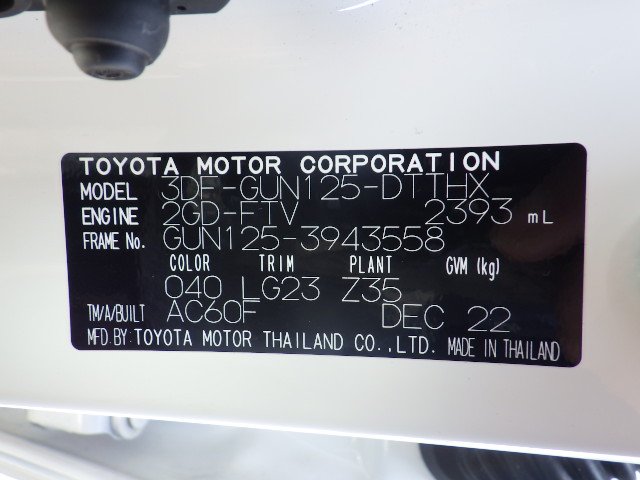 TOYOTA MOTOR CORPORATION
MODEL 3DF-GUN125-DTTHX
ENGINE 2GD-FTV 2393 mL
FRAME No. GUN125-3943558
COLOR TRIM PLANT GVM (kg)
040 LG23 Z35
TM/A/BUILT AC60F DEC 22
MFD.BY:TOYOTA MOTOR THAILAND CO.,LTD. MADE IN THAILAND